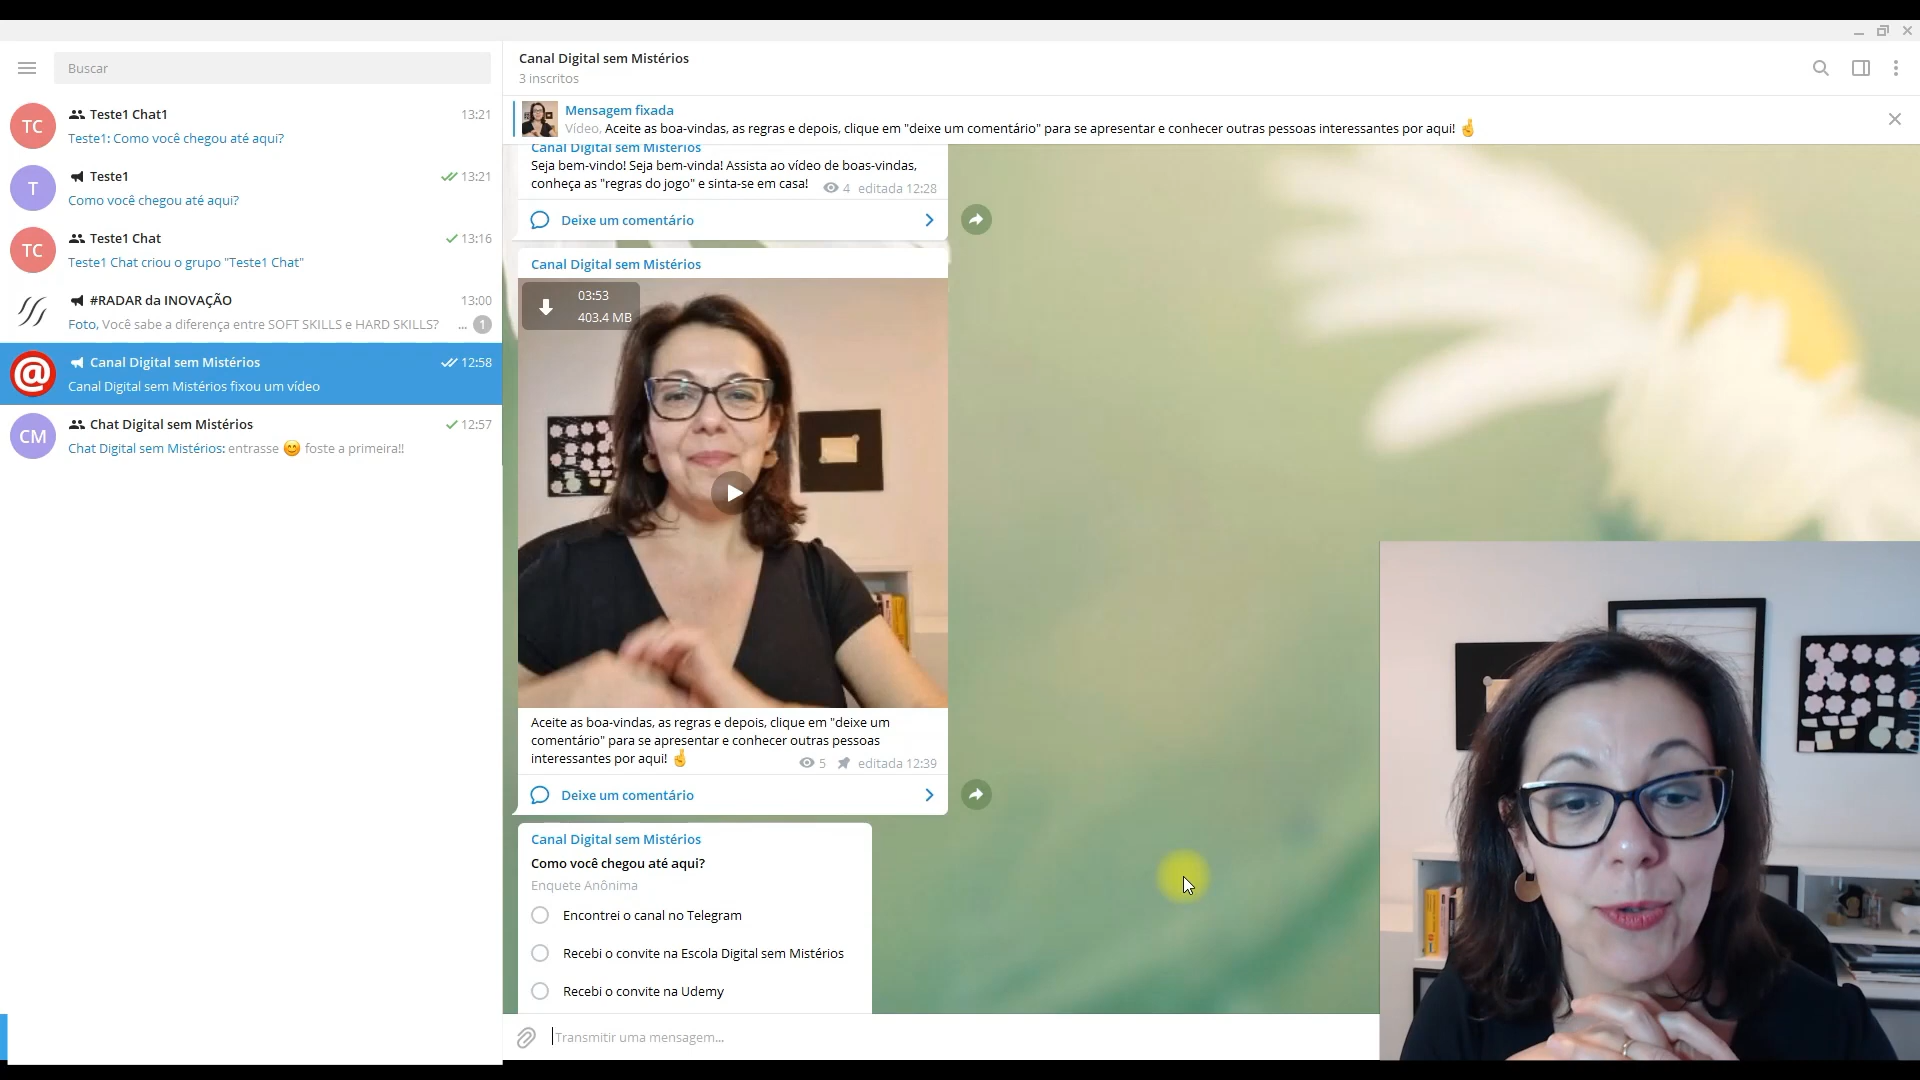 Buscar
TC
Teste1 Chat1
13:21
Teste1: Como você chegou até aqui?
T
Teste1
13:21
Como você chegou até aqui?
TC
Teste1 Chat
13:16
Teste1 Chat criou o grupo "Teste1 Chat"
#RADAR da INOVAÇÃO
13:00
Foto, Você sabe a diferença entre SOFT SKILLS e HARD SKILLS? ... 1
@
Canal Digital sem Mistérios
12:58
Canal Digital sem Mistérios fixou um vídeo
CM
Chat Digital sem Mistérios
12:57
Chat Digital sem Mistérios: entrasse 😊 foste a primeira!!
Canal Digital sem Mistérios
3 inscritos
Mensagem fixada
Vídeo, Aceite as boa-vindas, as regras e depois, clique em "deixe um comentário" para se apresentar e conhecer outras pessoas interessantes por aqui! 🤞
Canal Digital sem Mistérios
Seja bem-vindo! Seja bem-vinda! Assista ao vídeo de boas-vindas,
conheça as "regras do jogo" e sinta-se em casa! 4 editada 12:28
Deixe um comentário
Canal Digital sem Mistérios
03:53
403.4 MB
Aceite as boa-vindas, as regras e depois, clique em "deixe um
comentário" para se apresentar e conhecer outras pessoas
interessantes por aqui! 🤞 5 editada 12:39
Deixe um comentário
Canal Digital sem Mistérios
Como você chegou até aqui?
Enquete Anônima
Encontrei o canal no Telegram
Recebi o convite na Escola Digital sem Mistérios
Recebi o convite na Udemy
Transmitir uma mensagem...